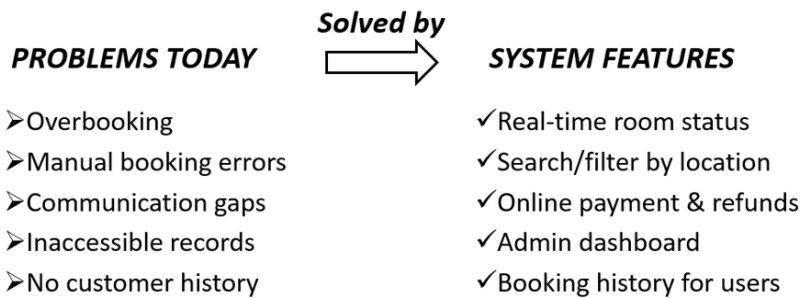 Solved by
PROBLEMS TODAY
SYSTEM FEATURES
Overbooking
Manual booking errors
Communication gaps
Inaccessible records
No customer history
Real-time room status
Search/filter by location
Online payment & refunds
Admin dashboard
Booking history for users